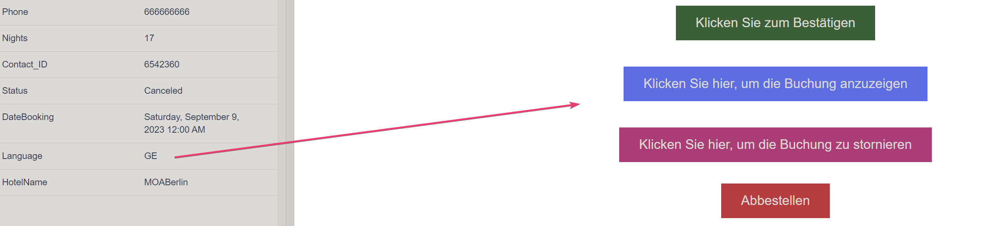 Phone 666666666
Nights 17
Contact_ID 6542360
Status Canceled
DateBooking Saturday, September 9,
2023 12:00 AM
Language GE
HotelName MOABerlin
Klicken Sie zum Bestätigen
Klicken Sie hier, um die Buchung anzuzeigen
Klicken Sie hier, um die Buchung zu stornieren
Abbestellen